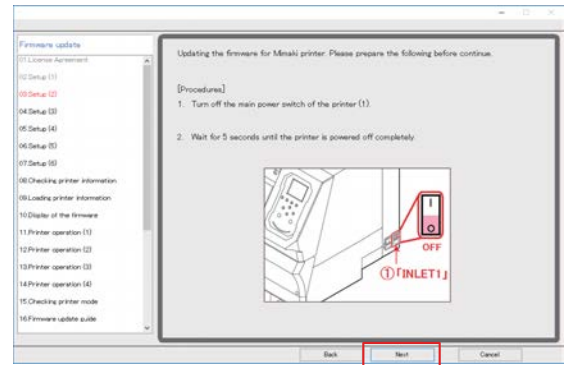 Firmware update
01 License Agreement
02 Setup (1)
03 Setup (2)
04 Setup (3)
05 Setup (4)
06 Setup (5)
07 Setup (6)
08 Checking printer information
09 Loading printer information
10 Display of the firmware
11 Printer operation (1)
12 Printer operation (2)
13 Printer operation (3)
14 Printer operation (4)
15 Checking printer mode
16 Firmware update guide
Updating the firmware for Mimaki printer. Please prepare the following before continue.
[Procedures]
1. Turn off the main power switch of the printer (1).
2. Wait for 5 seconds until the printer is powered off completely.
OFF
①「INLET1」
Back
Next
Cancel